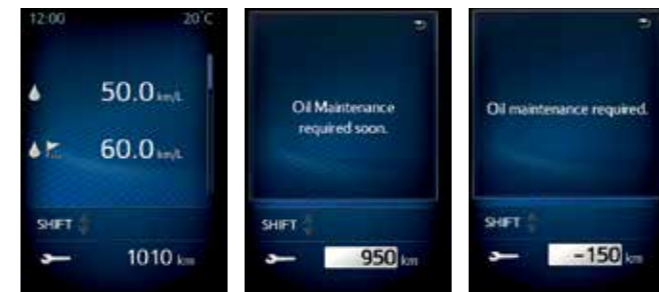 12:00 20°C
50.0 km/L
60.0 km/L
SHIFT
1010 km
Oil Maintenance
required soon.
SHIFT
950 km
Oil maintenance required.
SHIFT
-150 km